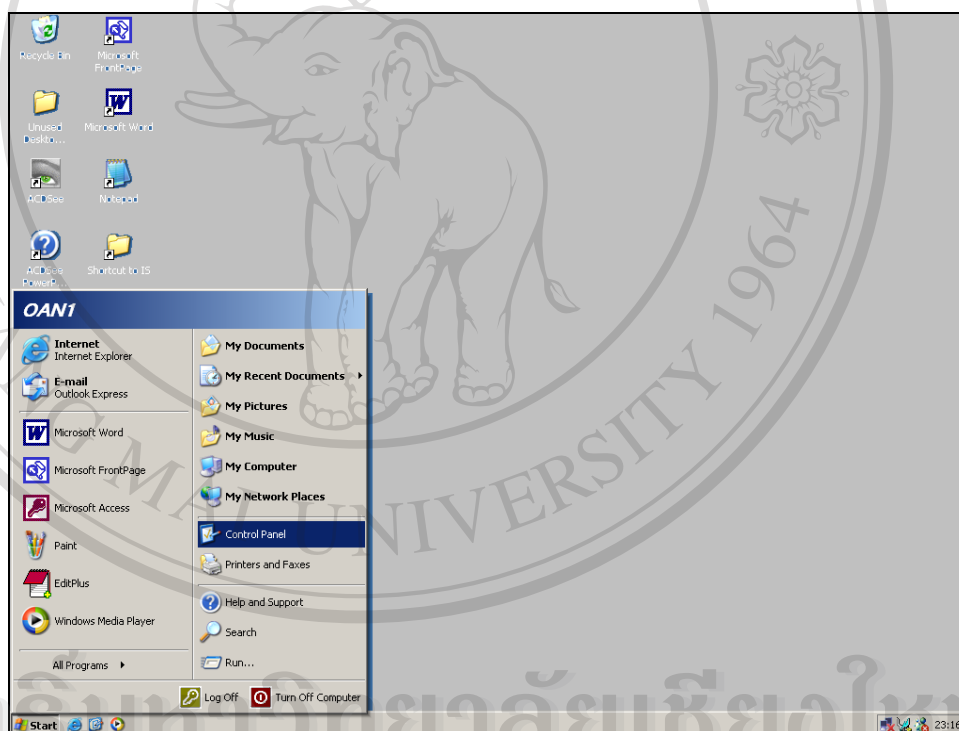 Recycle Bin
Microsoft
FrontPage
Unused
Deskto...
Microsoft Word
ACDSee
Notepad
ACDSee
PowerP...
Shortcut to IS
OAN1
Internet
Internet Explorer
E-mail
Outlook Express
Microsoft Word
Microsoft FrontPage
Microsoft Access
Paint
EditPlus
Windows Media Player
All Programs
My Documents
My Recent Documents
My Pictures
My Music
My Computer
My Network Places
Control Panel
Printers and Faxes
Help and Support
Search
Run...
Log Off
Turn Off Computer
Start
23:16
MAI UNIVERSITY 1964